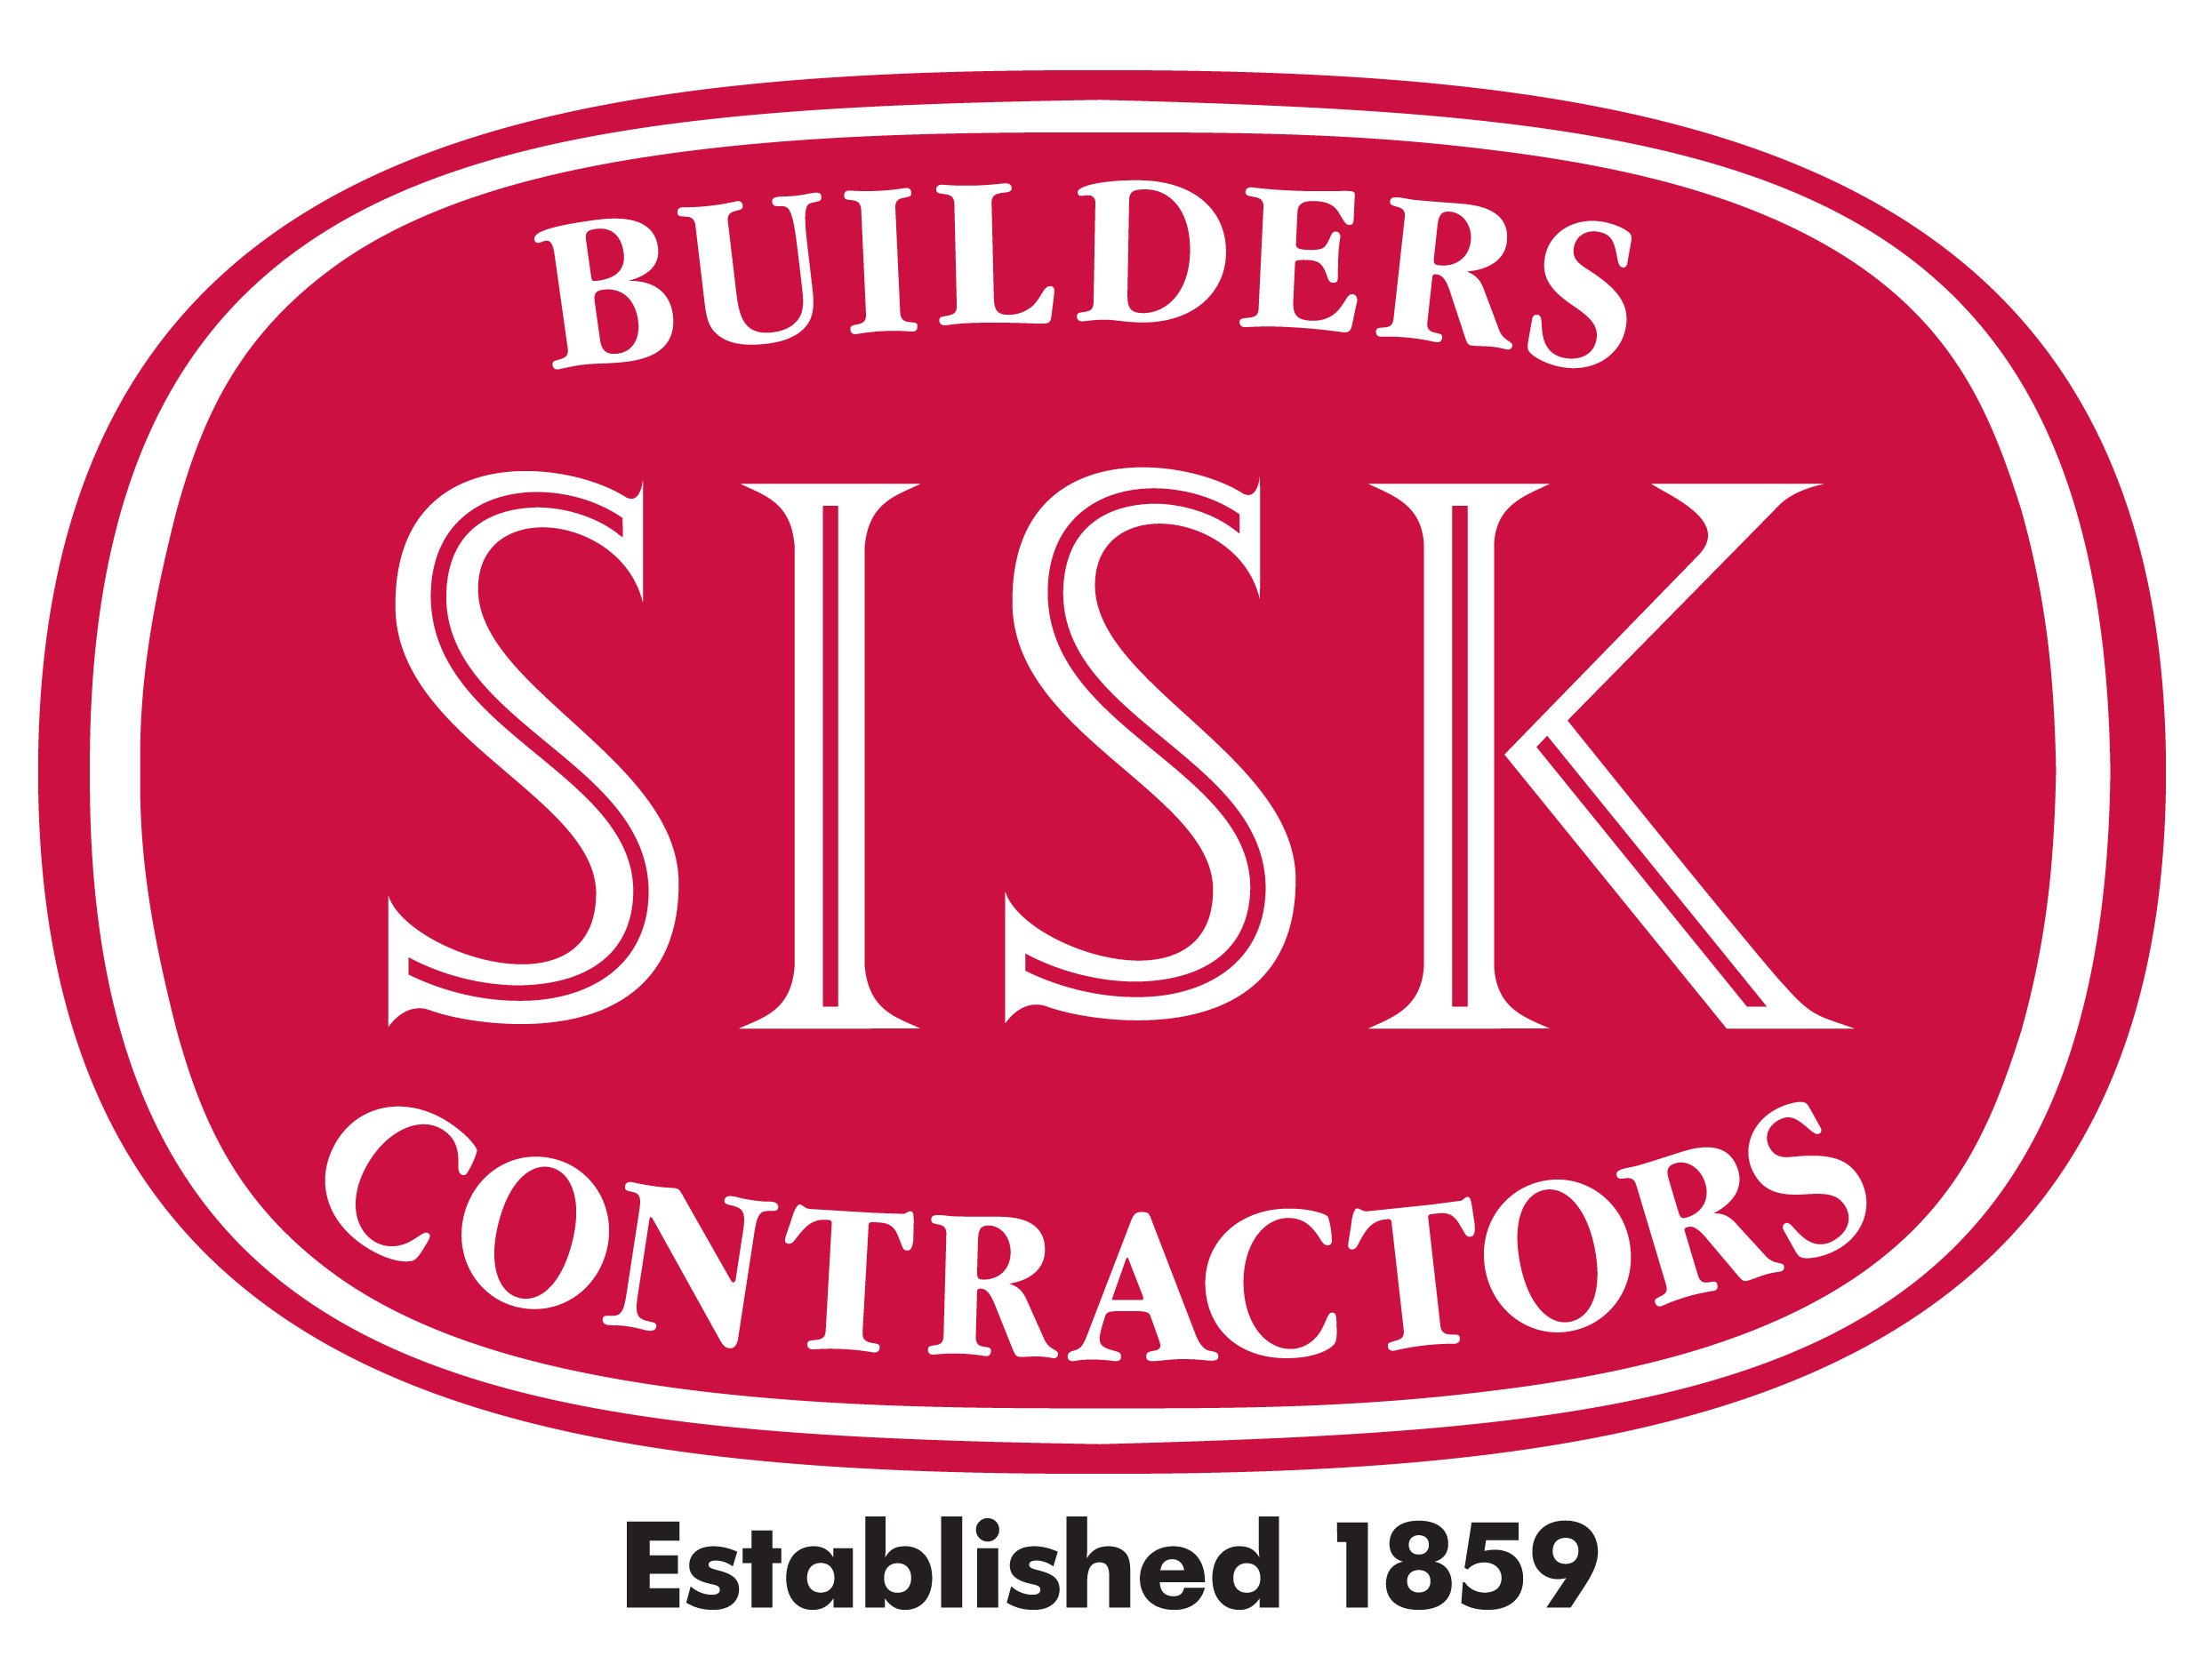 BUILDERS
SISK
CONTRACTORS
Established 1859